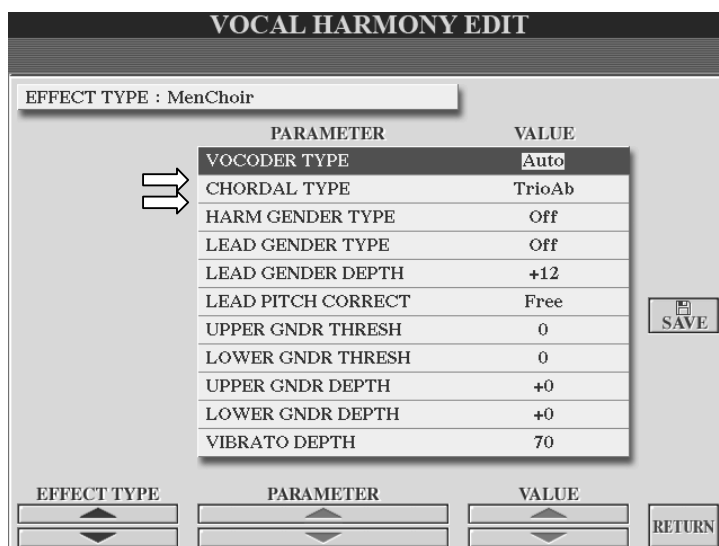 VOCAL HARMONY EDIT
EFFECT TYPE : MenChoir
PARAMETER VALUE
VOCODER TYPE Auto
CHORDAL TYPE TrioAb
HARM GENDER TYPE Off
LEAD GENDER TYPE Off
LEAD GENDER DEPTH +12
LEAD PITCH CORRECT Free
UPPER GNDR THRESH 0
LOWER GNDR THRESH 0
UPPER GNDR DEPTH +0
LOWER GNDR DEPTH +0
VIBRATO DEPTH 70
SAVE
EFFECT TYPE PARAMETER VALUE
RETURN